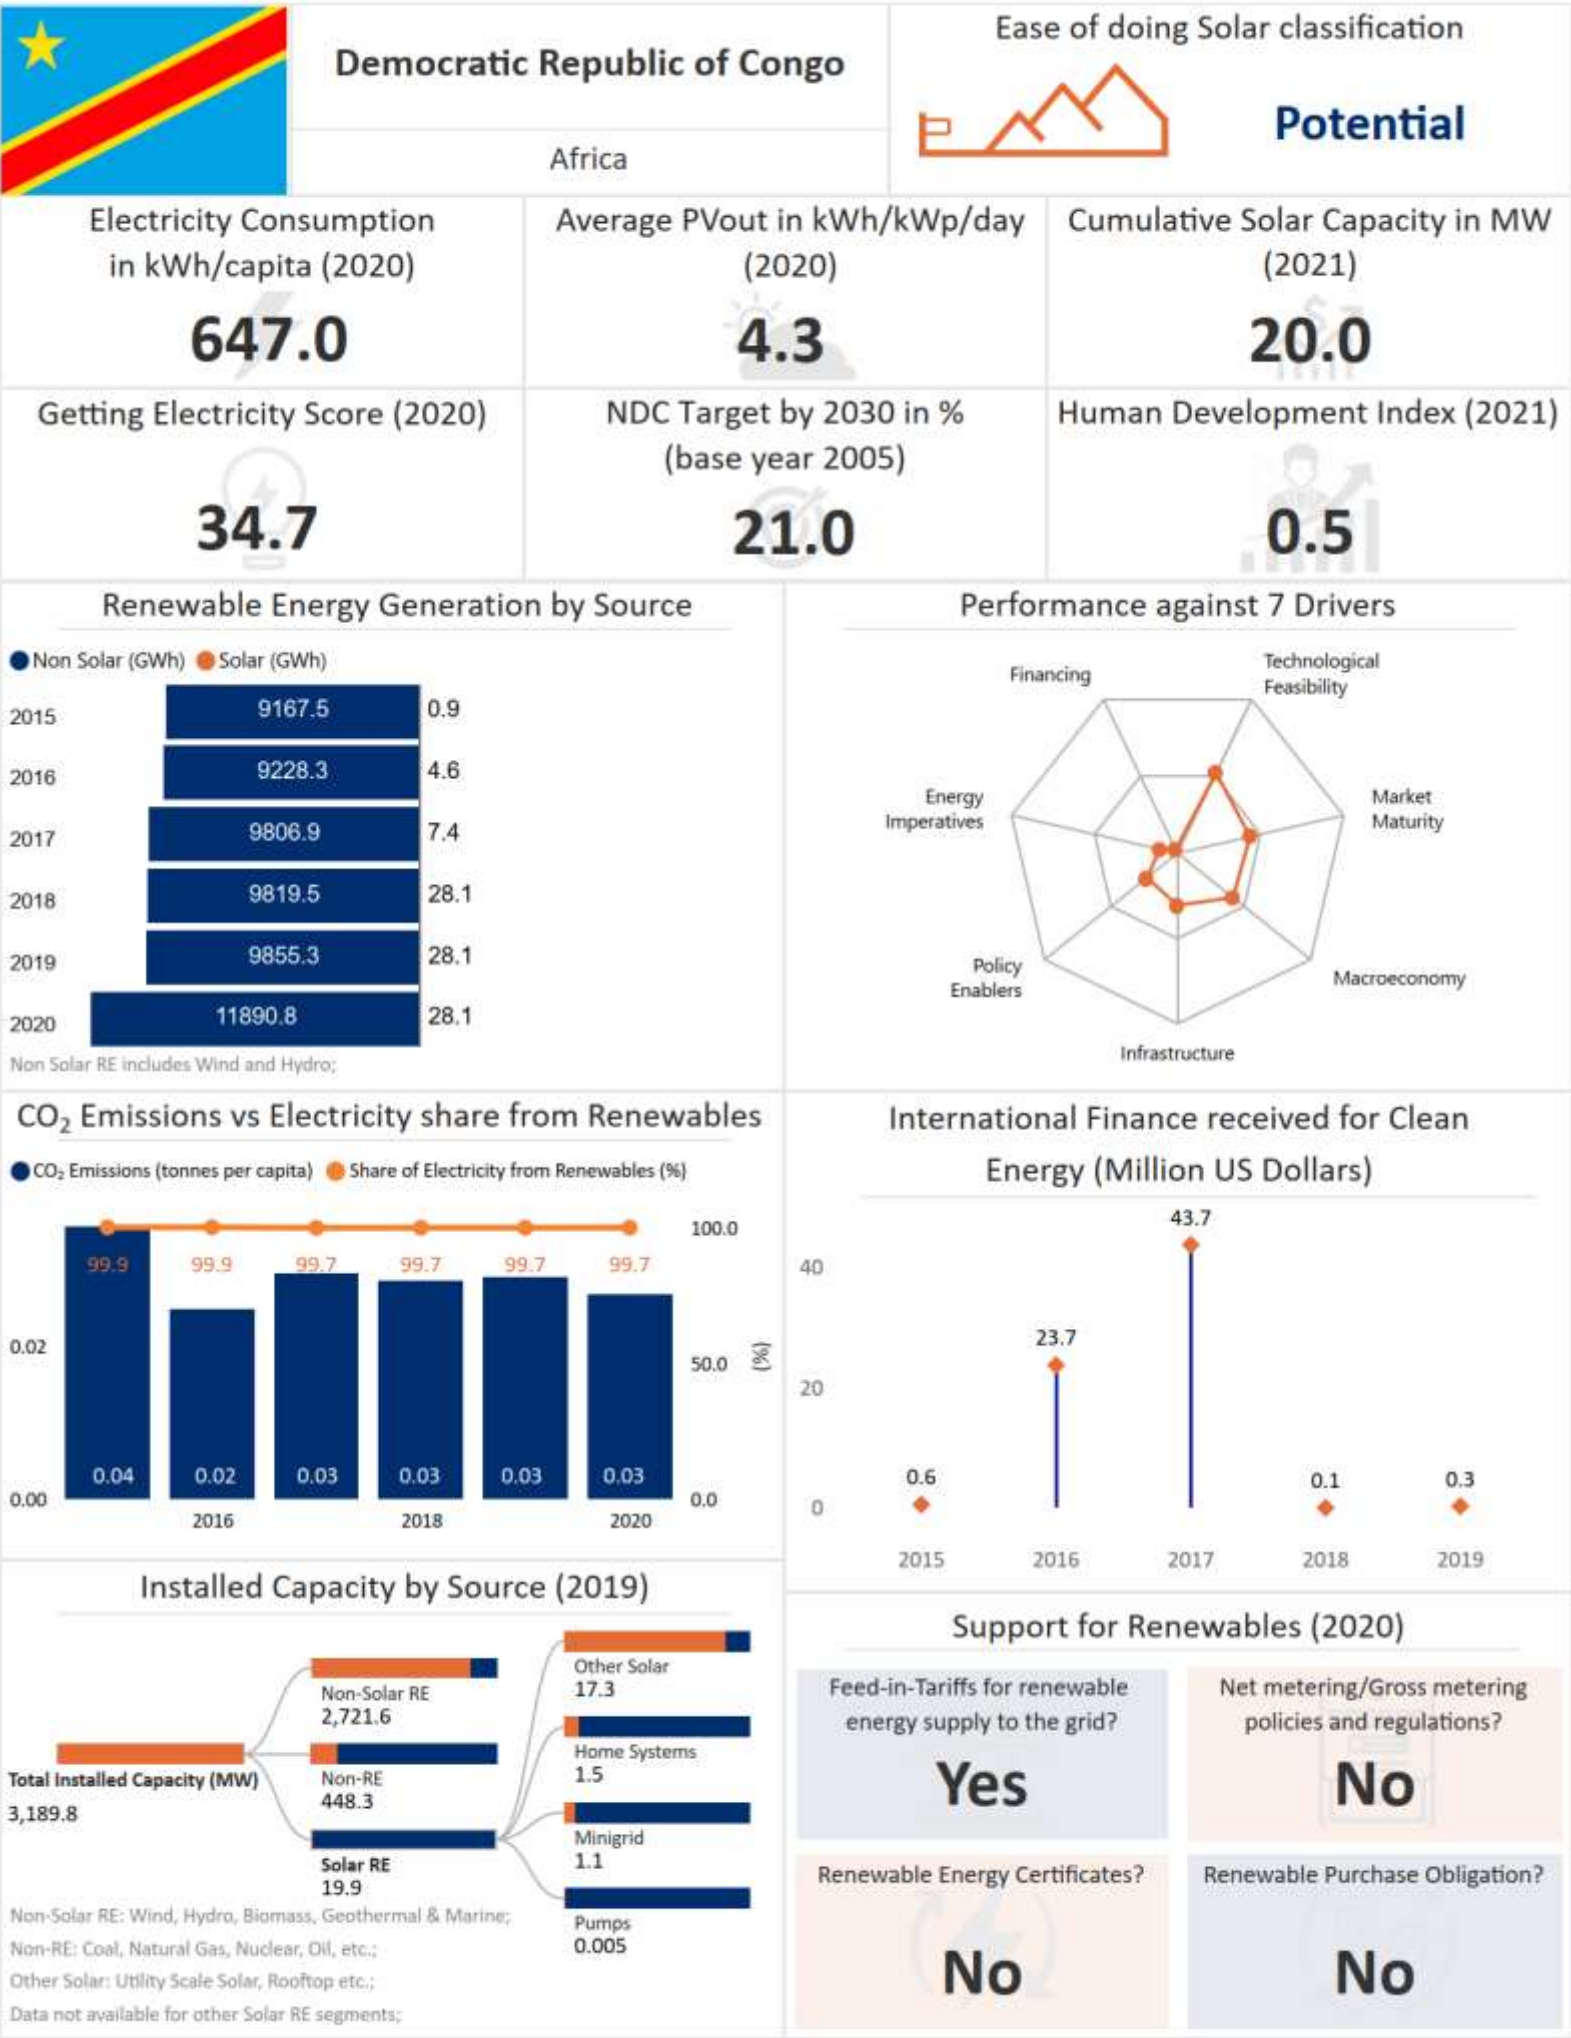 Democratic Republic of Congo
Africa
Ease of doing Solar classification
Potential
Electricity Consumption
in kWh/capita (2020)
647.0
Average PVout in kWh/kWp/day
(2020)
4.3
Cumulative Solar Capacity in MW
(2021)
20.0
Getting Electricity Score (2020)
34.7
NDC Target by 2030 in %
(base year 2005)
21.0
Human Development Index (2021)
0.5
Renewable Energy Generation by Source
Non Solar (GWh) Solar (GWh)
2015 9167.5 0.9
2016 9228.3 4.6
2017 9806.9 7.4
2018 9819.5 28.1
2019 9855.3 28.1
2020 11890.8 28.1
Non Solar RE includes Wind and Hydro;
Performance against 7 Drivers
Technological
Feasibility
Financing
Energy
Imperatives
Market
Maturity
Policy
Enablers
Macroeconomy
Infrastructure
CO₂ Emissions vs Electricity share from Renewables
CO₂ Emissions (tonnes per capita) Share of Electricity from Renewables (%)
100.0
99.9 99.9 99.7 99.7 99.7 99.7
0.02
50.0 (%)
0.04 0.02 0.03 0.03 0.03 0.03
0.00 0.0
2016 2018 2020
International Finance received for Clean
Energy (Million US Dollars)
43.7
40
23.7
20
0.6 0.1 0.3
0
2015 2016 2017 2018 2019
Installed Capacity by Source (2019)
Total Installed Capacity (MW)
3,189.8
Non-Solar RE
2,721.6
Non-RE
448.3
Solar RE
19.9
Other Solar
17.3
Home Systems
1.5
Minigrid
1.1
Pumps
0.005
Non-Solar RE: Wind, Hydro, Biomass, Geothermal & Marine;
Non-RE: Coal, Natural Gas, Nuclear, Oil, etc.;
Other Solar: Utility Scale Solar, Rooftop etc.;
Data not available for other Solar RE segments;
Support for Renewables (2020)
Feed-in-Tariffs for renewable
energy supply to the grid?
Yes
Net metering/Gross metering
policies and regulations?
No
Renewable Energy Certificates?
No
Renewable Purchase Obligation?
No